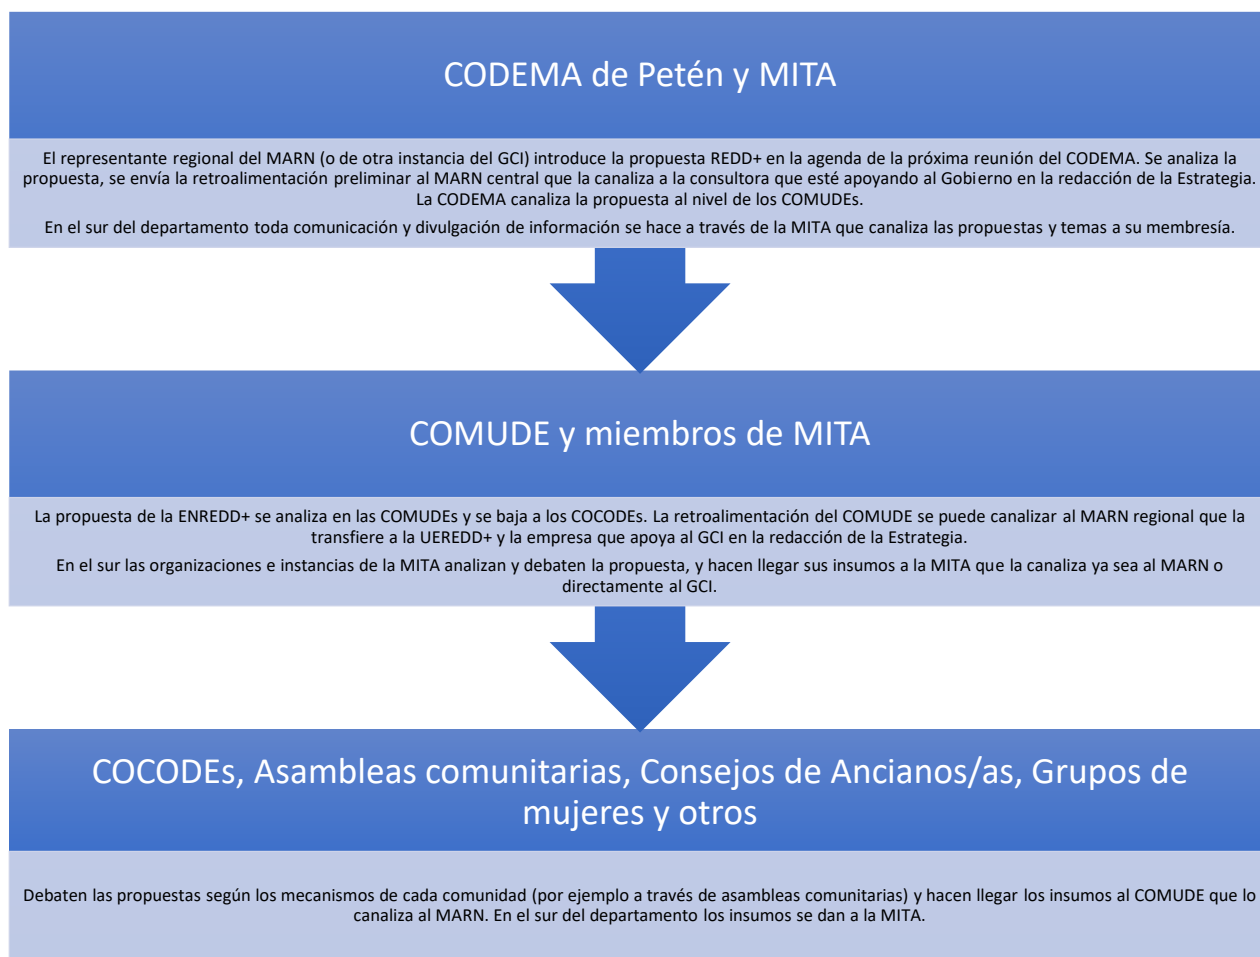 CODEMA de Petén y MITA
El representante regional del MARN (o de otra instancia del GCI) introduce la propuesta REDD+ en la agenda de la próxima reunión del CODEMA. Se analiza la
propuesta, se envía la retroalimentación preliminar al MARN central que la canaliza a la consultora que esté apoyando al Gobierno en la redacción de la Estrategia.
La CODEMA canaliza la propuesta al nivel de los COMUDEs.
En el sur del departamento toda comunicación y divulgación de información se hace a través de la MITA que canaliza las propuestas y temas a su membresía.
COMUDE y miembros de MITA
La propuesta de la ENREDD+ se analiza en las COMUDEs y se baja a los COCODEs. La retroalimentación del COMUDE se puede canalizar al MARN regional que la
transfiere a la UEREDD+ y la empresa que apoya al GCI en la redacción de la Estrategia.
En el sur las organizaciones e instancias de la MITA analizan y debaten la propuesta, y hacen llegar sus insumos a la MITA que la canaliza ya sea al MARN o
directamente al GCI.
COCODEs, Asambleas comunitarias, Consejos de Ancianos/as, Grupos de
mujeres y otros
Debaten las propuestas según los mecanismos de cada comunidad (por ejemplo a través de asambleas comunitarias) y hacen llegar los insumos al COMUDE que lo
canaliza al MARN. En el sur del departamento los insumos se dan a la MITA.